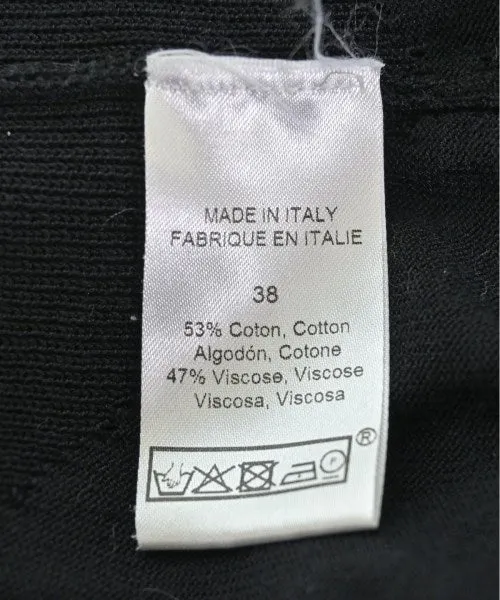 MADE IN ITALY
FABRIQUE EN ITALIE
38
53% Coton, Cotton
Algodón, Cotone
47% Viscose, Viscose
Viscosa, Viscosa
®
P